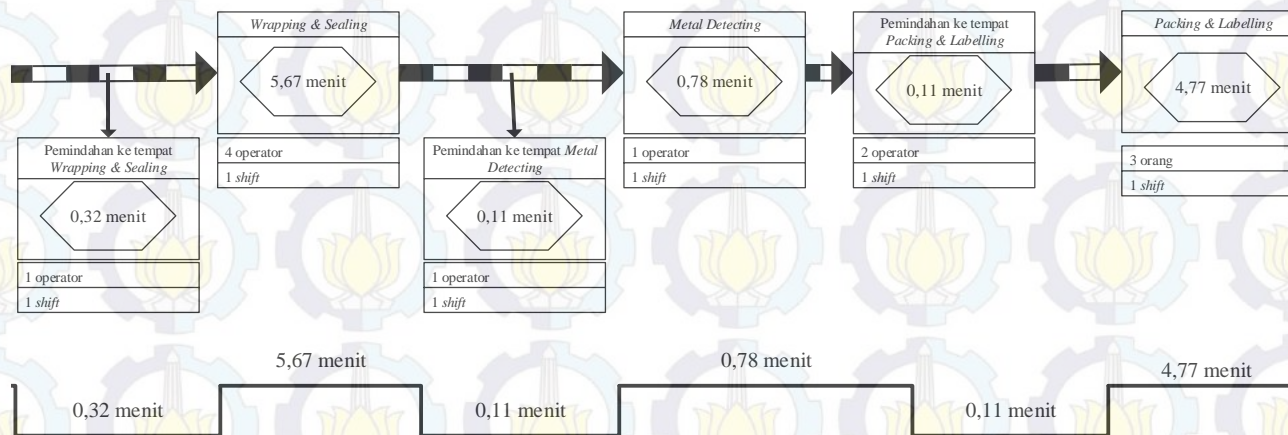 Wrapping & Sealing
5,67 menit
4 operator
1 shift
Metal Detecting
0,78 menit
1 operator
1 shift
Pemindahan ke tempat
Packing & Labelling
0,11 menit
2 operator
1 shift
Packing & Labelling
4,77 menit
3 orang
1 shift
Pemindahan ke tempat
Wrapping & Sealing
0,32 menit
1 operator
1 shift
Pemindahan ke tempat Metal
Detecting
0,11 menit
1 operator
1 shift
5,67 menit
0,78 menit
4,77 menit
0,32 menit
0,11 menit
0,11 menit